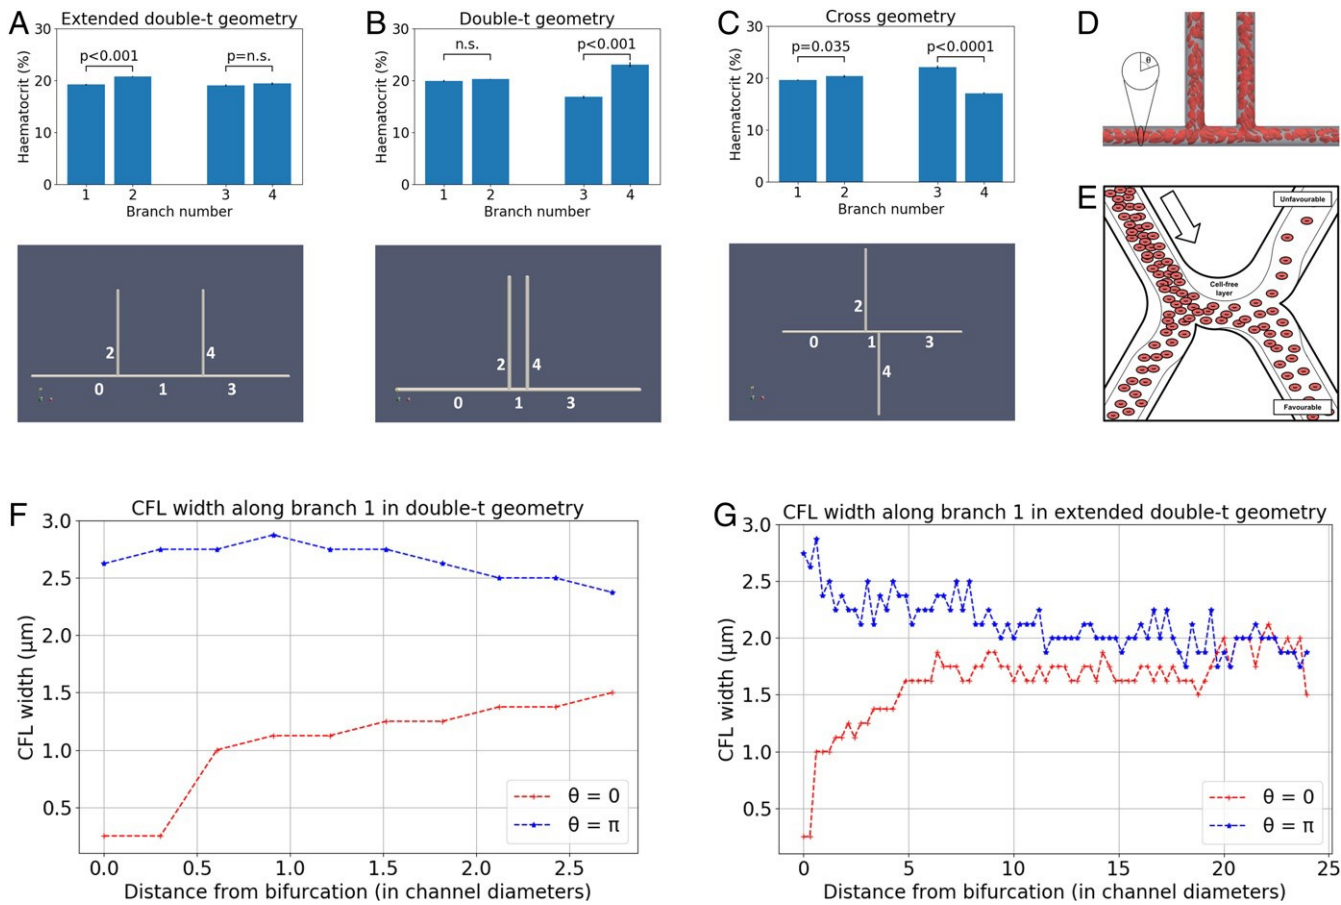 A
Extended double-t geometry
Haematocrit (%)
30
20
10
0
p<0.001
p=n.s.
1 2 3 4
Branch number
2
4
0
1
3
B
Double-t geometry
Haematocrit (%)
30
20
10
0
n.s.
p<0.001
1 2 3 4
Branch number
2
4
0
1
3
C
Cross geometry
Haematocrit (%)
30
20
10
0
p=0.035
p<0.0001
1 2 3 4
Branch number
2
0
1
3
4
D
θ
E
Unfavourable
Cell-free
layer
Favourable
F
CFL width along branch 1 in double-t geometry
CFL width (μm)
3.0
2.5
2.0
1.5
1.0
0.5
θ = 0
θ = π
0.0 0.5 1.0 1.5 2.0 2.5
Distance from bifurcation (in channel diameters)
G
CFL width along branch 1 in extended double-t geometry
CFL width (μm)
3.0
2.5
2.0
1.5
1.0
0.5
θ = 0
θ = π
0 5 10 15 20 25
Distance from bifurcation (in channel diameters)